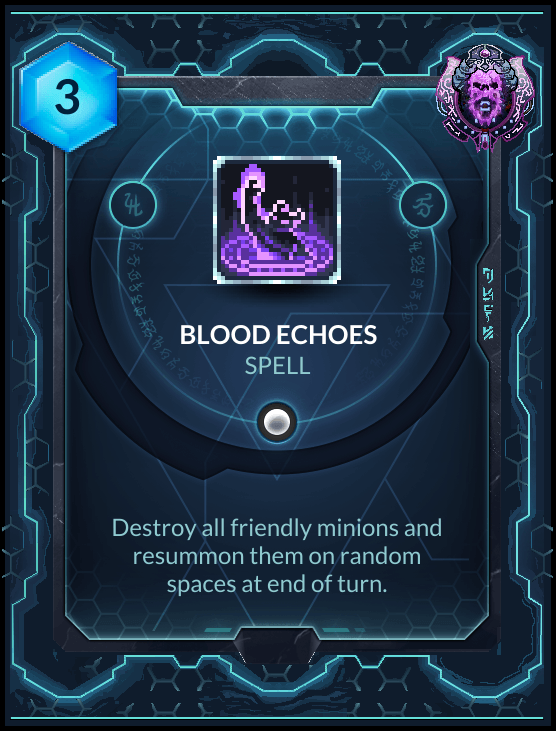 3
BLOOD ECHOES
SPELL
Destroy all friendly minions and
resummon them on random
spaces at end of turn.